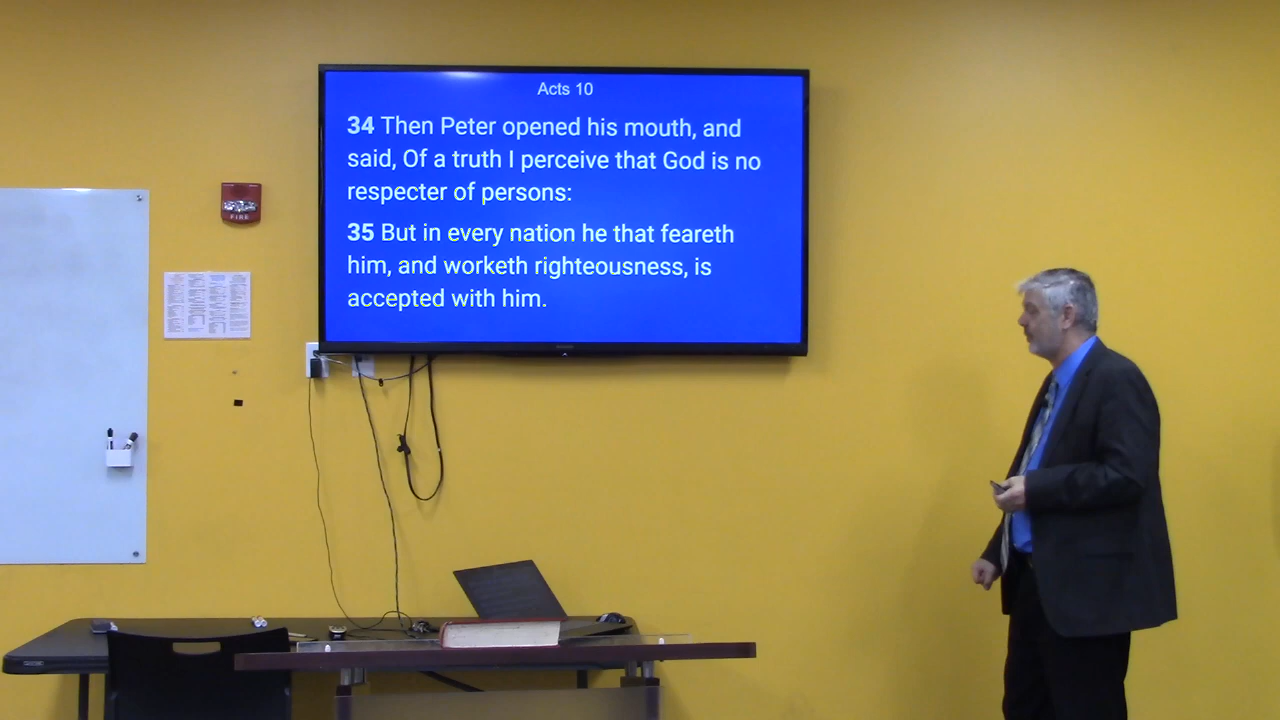 Acts 10
34 Then Peter opened his mouth, and
said, Of a truth I perceive that God is no
respecter of persons:
35 But in every nation he that feareth
him, and worketh righteousness, is
accepted with him.
FIRE